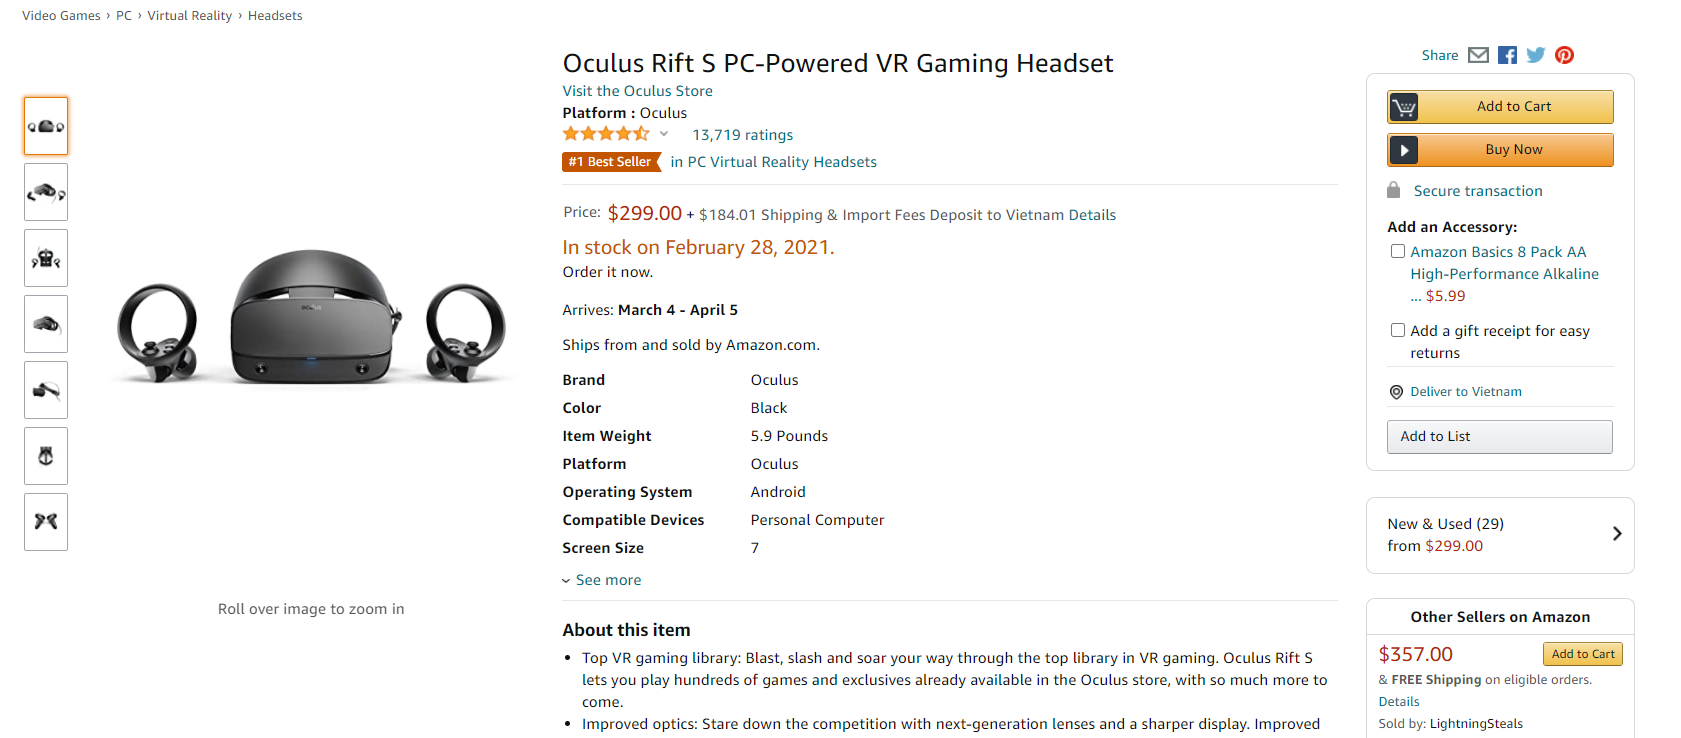 Video Games › PC › Virtual Reality › Headsets
Oculus Rift S PC-Powered VR Gaming Headset
Visit the Oculus Store
Platform : Oculus
13,719 ratings
#1 Best Seller in PC Virtual Reality Headsets
Price: $299.00 + $184.01 Shipping & Import Fees Deposit to Vietnam Details
In stock on February 28, 2021.
Order it now.
Arrives: March 4 - April 5
Ships from and sold by Amazon.com.
Brand Oculus
Color Black
Item Weight 5.9 Pounds
Platform Oculus
Operating System Android
Compatible Devices Personal Computer
Screen Size 7
See more
About this item
• Top VR gaming library: Blast, slash and soar your way through the top library in VR gaming. Oculus Rift S
lets you play hundreds of games and exclusives already available in the Oculus store, with so much more to
come.
• Improved optics: Stare down the competition with next-generation lenses and a sharper display. Improved
oculus
Roll over image to zoom in
Share
Add to Cart
Buy Now
Secure transaction
Add an Accessory:
Amazon Basics 8 Pack AA
High-Performance Alkaline
... $5.99
Add a gift receipt for easy
returns
Deliver to Vietnam
Add to List
New & Used (29)
from $299.00
Other Sellers on Amazon
$357.00 Add to Cart
& FREE Shipping on eligible orders.
Details
Sold by: LightningSteals